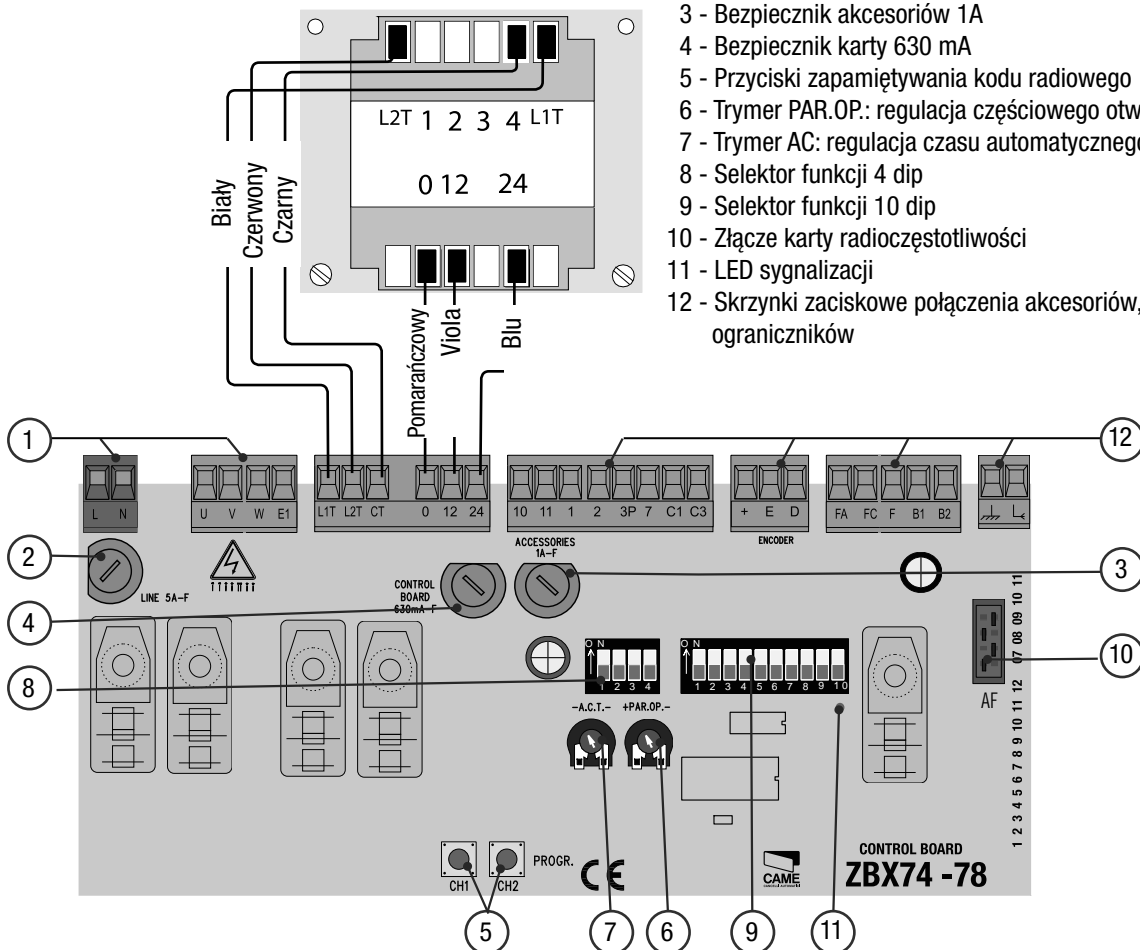 3 - Bezpiecznik akcesoriów 1A
4 - Bezpiecznik karty 630 mA
5 - Przyciski zapamiętywania kodu radiowego
6 - Trymer PAR.OP.: regulacja częściowego
7 - Trymer AC: regulacja czasu
8 - Selektor funkcji 4 dip
9 - Selektor funkcji 10 dip
10 - Złącze karty radioczęstotliwości
11 - LED sygnalizacji
12 - Skrzynki zaciskowe połączenia akcesoriów,
ograniczników
L2T 1 2 3 4 L1T
0 12 24
Biały
Czerwony
Czarny
Pomarańczowy
Viola
Blu
1
12
L N
U V W E1
L1T L2T CT
0 12 24
10 11 1 2 3P 7 C1 C3
+ E D
FA FC F B1 B2
ENCODER
ACCESSORIES
1A-F
2
LINE 5A-F
CONTROL
BOARD
630mA-F
3
4
8
ON
1 2 3 4
ON
1 2 3 4 5 6 7 8 9 10
10
AF
-A.C.T.- +PAR.OP.-
1 2 3 4 5 6 7 8 9 10 11 12 07 08 09 10 11
CH1 CH2 PROGR.
CE
CAME
CONTROL BOARD
ZBX74 -78
5
7
6
9
11